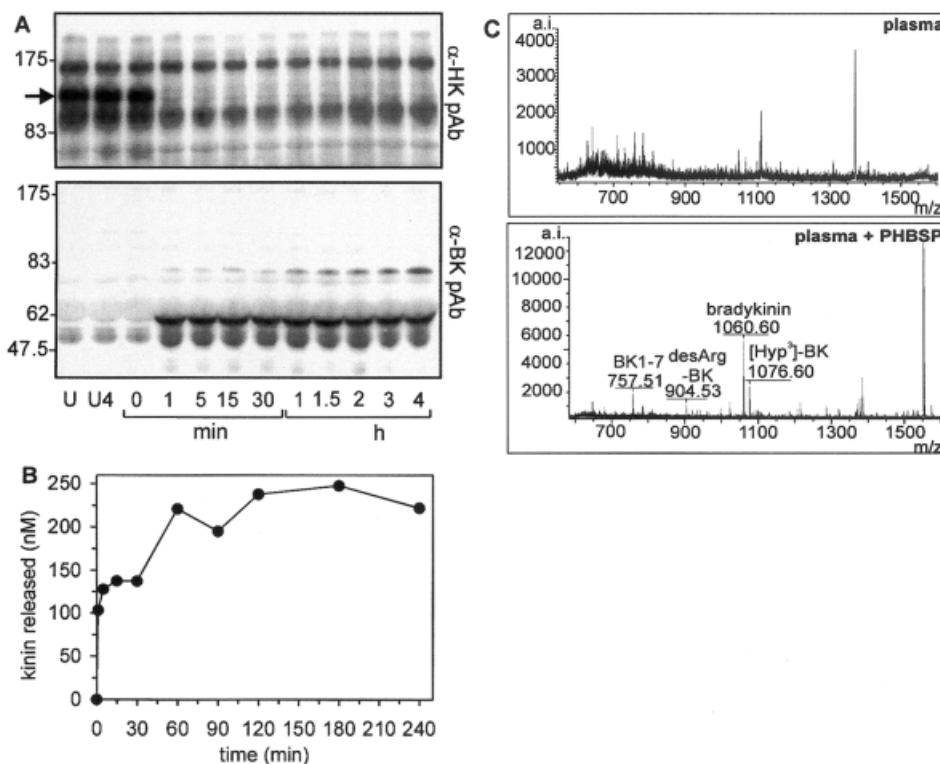 A
175
83
α-HK pAb
175
83
62
47.5
α-BK pAb
U U4 0 1 5 15 30 1 1.5 2 3 4
min h
B
kinin released (nM)
250
200
150
100
50
0
0 30 60 90 120 150 180 210 240
time (min)
C
a.i.
plasma
4000
3000
2000
1000
700 900 1100 1300 1500
m/z
a.i.
plasma + PHBSP
12000
10000
8000
6000
4000
2000
bradykinin
1060.60
BK1-7
757.51
desArg
-BK
904.53
[Hyp³]-BK
1076.60
700 900 1100 1300 1500
m/z